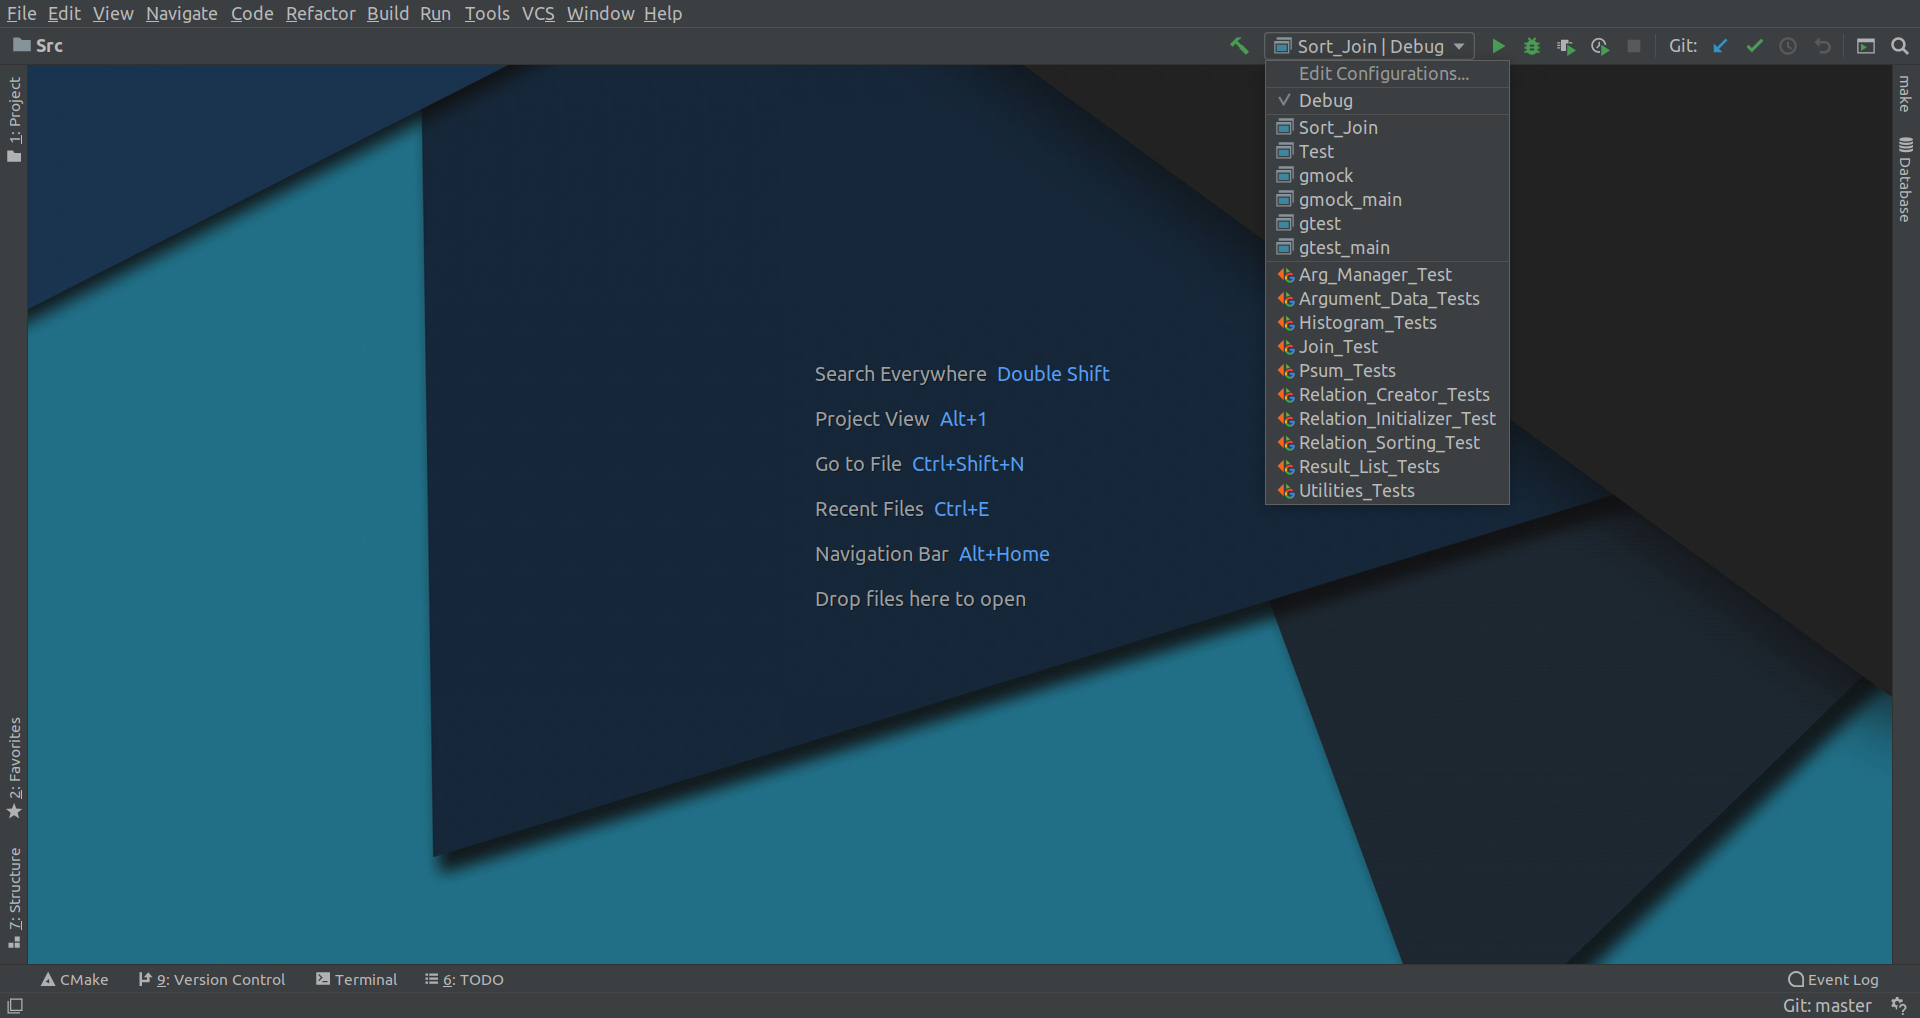 File Edit View Navigate Code Refactor Build Run Tools VCS Window Help
Src
Sort_Join | Debug
Git:
Edit Configurations...
Debug
Sort_Join
Test
gmock
gmock_main
gtest
gtest_main
Arg_Manager_Test
Argument_Data_Tests
Histogram_Tests
Join_Test
Psum_Tests
Relation_Creator_Tests
Relation_Initializer_Test
Relation_Sorting_Test
Result_List_Tests
Utilities_Tests
1: Project
2: Favorites
7: Structure
Search Everywhere Double Shift
Project View Alt+1
Go to File Ctrl+Shift+N
Recent Files Ctrl+E
Navigation Bar Alt+Home
Drop files here to open
make
Database
CMake 9: Version Control Terminal 6: TODO Event Log
Git: master